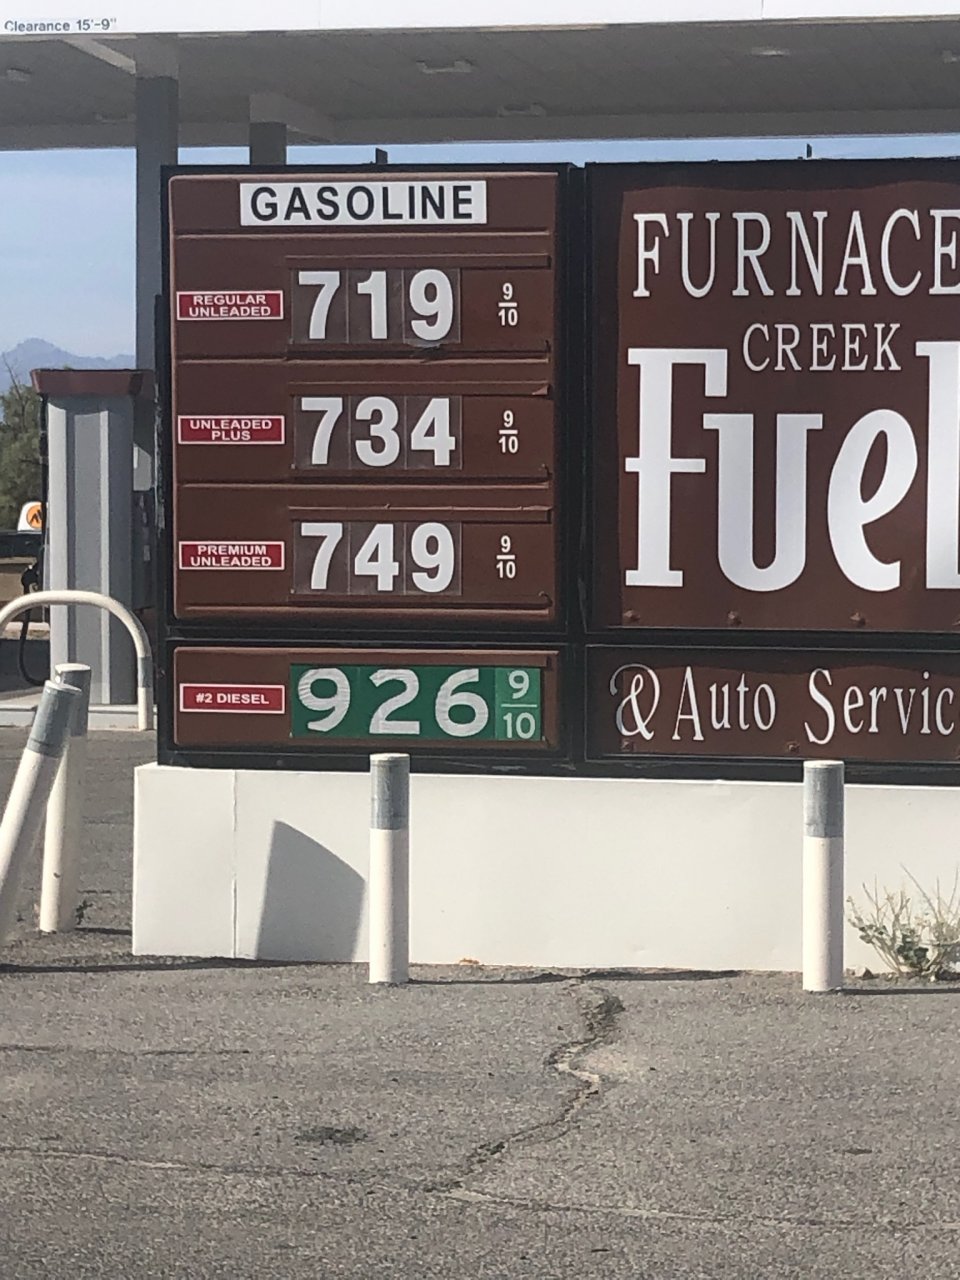 Clearance 15'-9"
GASOLINE
REGULAR
UNLEADED
719 9/10
UNLEADED
PLUS
734 9/10
PREMIUM
UNLEADED
749 9/10
#2 DIESEL
926 9/10
FURNACE
CREEK
Fuel
& Auto Servic